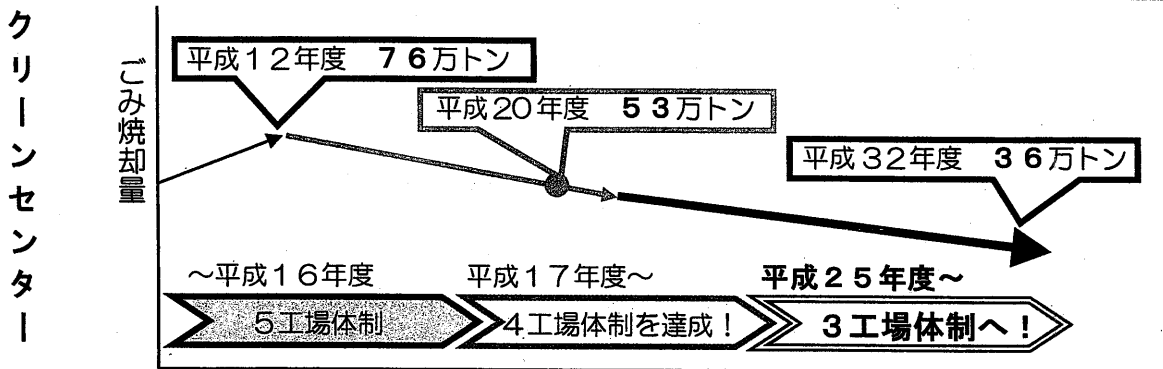 クリーンセンター
ごみ焼却量
平成１２年度　７６万トン
平成２０年度　５３万トン
平成３２年度　３６万トン
～平成１６年度
平成１７年度～
平成２５年度～
５工場体制
４工場体制を達成！
３工場体制へ！